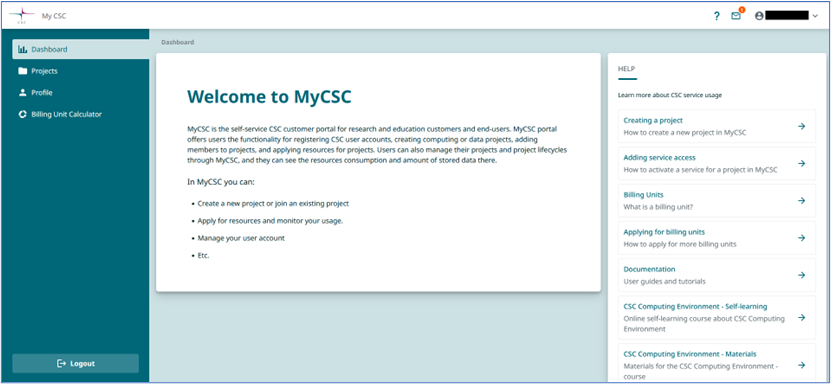 CSC
My CSC
?
1
Dashboard
Projects
Profile
Billing Unit Calculator
Logout
Dashboard
Welcome to MyCSC
MyCSC is the self-service CSC customer portal for research and education customers and end-users. MyCSC portal
offers users the functionality for registering CSC user accounts, creating computing or data projects, adding
members to projects, and applying resources for projects. Users can also manage their projects and project lifecycles
through MyCSC, and they can see the resources consumption and amount of stored data there.
In MyCSC you can:
• Create a new project or join an existing project
• Apply for resources and monitor your usage.
• Manage your user account
• Etc.
HELP
Learn more about CSC service usage
Creating a project
How to create a new project in MyCSC
Adding service access
How to activate a service for a project in MyCSC
Billing Units
What is a billing unit?
Applying for billing units
How to apply for more billing units
Documentation
User guides and tutorials
CSC Computing Environment - Self-learning
Online self-learning course about CSC Computing
Environment
CSC Computing Environment - Materials
Materials for the CSC Computing Environment -
course